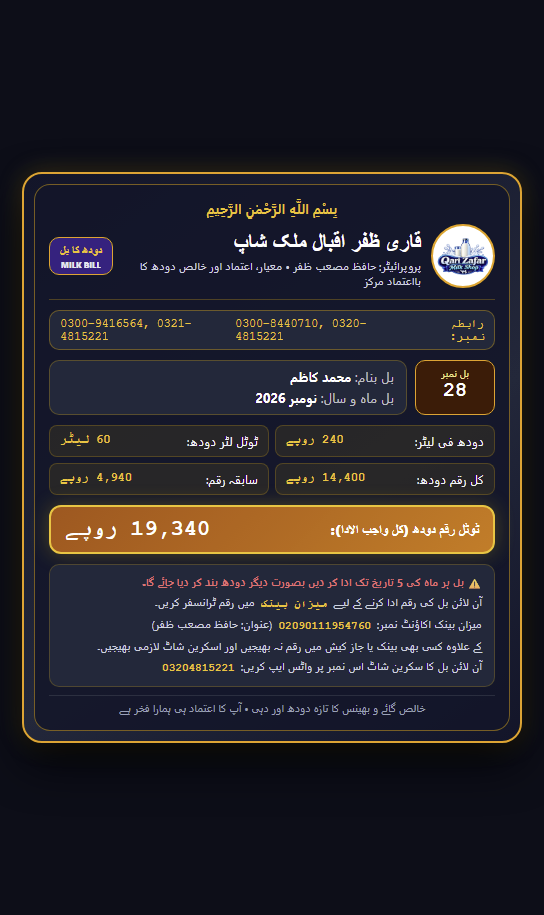 بِسْمِ اللَّهِ الرَّحْمٰنِ الرَّحِيمِ
Qari Zafar
Milk Shop
قاری ظفر اقبال ملک شاپ
پروپرائیٹر: حافظ مصعب ظفر • معیار، اعتماد اور خالص دودھ کا
بااعتماد مرکز
دودھ کا بل
MILK BILL
رابطہ نمبر:
0300-8440710, 0320-4815221
0300-9416564, 0321-4815221
بل نمبر
28
بل بنام: محمد کاظم
بل ماہ و سال: نومبر 2026
دودھ فی لیٹر: 240 روپے
ٹوٹل لٹر دودھ: 60 لیٹر
کل رقم دودھ: 14,400 روپے
سابقہ رقم: 4,940 روپے
ٹوٹل رقم دودھ (کل واجب الادا): 19,340 روپے
⚠️ بل ہر ماہ کی 5 تاریخ تک ادا کر دیں بصورت دیگر دودھ بند کر دیا جائے گا۔
آن لائن بل کی رقم ادا کرنے کے لیے میزان بینک میں رقم ٹرانسفر کریں۔
میزان بینک اکاؤنٹ نمبر: 02090111954760 (عنوان: حافظ مصعب ظفر)
کے علاوہ کسی بھی بینک یا جاز کیش میں رقم نہ بھیجیں اور اسکرین شاٹ لازمی بھیجیں۔
آن لائن بل کا سکرین شاٹ اس نمبر پر واٹس ایپ کریں: 03204815221
خالص گائے و بھینس کا تازہ دودھ اور دہی • آپ کا اعتماد ہی ہمارا فخر ہے